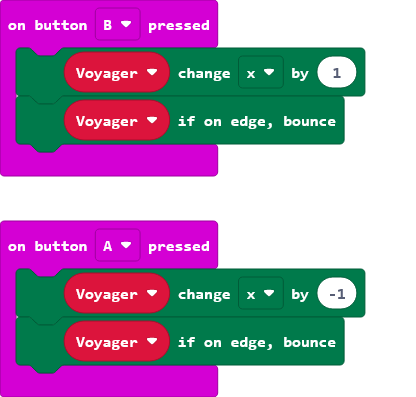 on button B pressed
Voyager change x by 1
Voyager if on edge, bounce
on button A pressed
Voyager change x by -1
Voyager if on edge, bounce